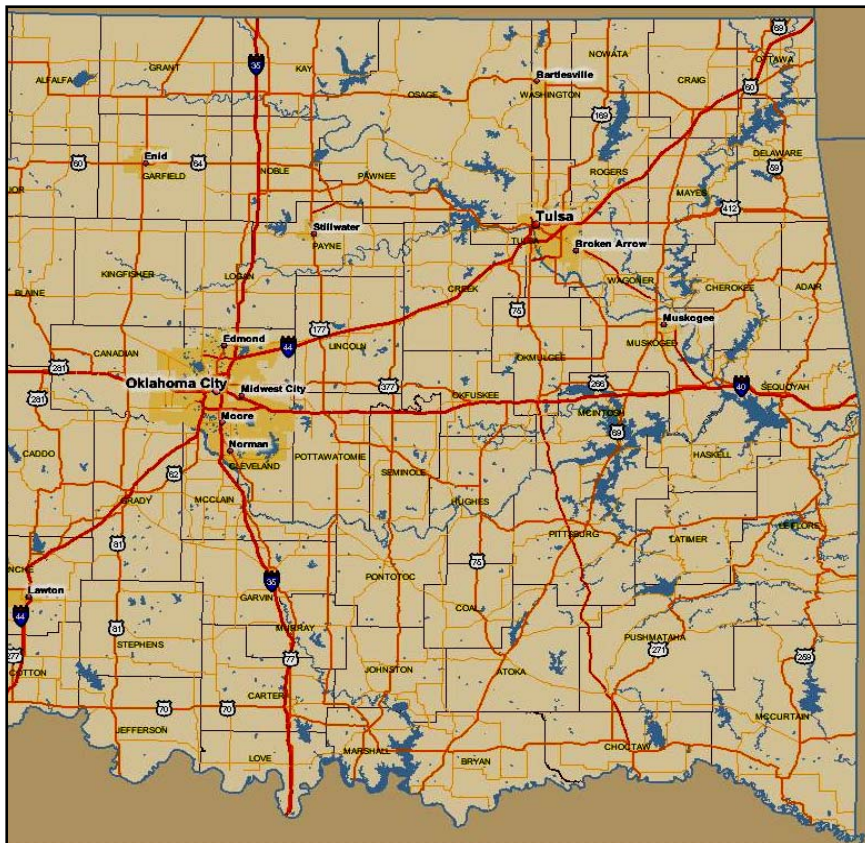 69
NOWATA
OTTAWA
GRANT
35
KAY
ALFALFA
Bartlesville
CRAIG
OSAGE
WASHINGTON
60
169
DELAWARE
Enid
60
64
GARFIELD
NOBLE
PAWNEE
ROGERS
59
MAYES
412
Tulsa
Stillwater
PAYNE
TULSA
Broken Arrow
KINGFISHER
LOGAN
WAGONER
CHEROKEE
ADAIR
BLAINE
CREEK
75
Muskogee
177
Edmond
44
LINCOLN
MUSKOGEE
CANADIAN
OKMULGEE
281
Oklahoma City
Midwest City
377
266
40
SEQUOYAH
281
OKFUSKEE
Moore
MCINTOSH
69
Norman
CADDO
POTTAWATOMIE
HASKELL
CLEVELAND
62
SEMINOLE
GRADY
MCCLAIN
HUGHES
LE FLORE
PITTSBURG
81
LATIMER
75
NCHE
35
PONTOTOC
Lawton
GARVIN
COAL
44
81
MURRAY
STEPHENS
PUSHMATAHA
271
277
77
259
COTTON
JOHNSTON
ATOKA
CARTER
70
70
MCCURTAIN
JEFFERSON
CHOCTAW
MARSHALL
LOVE
BRYAN